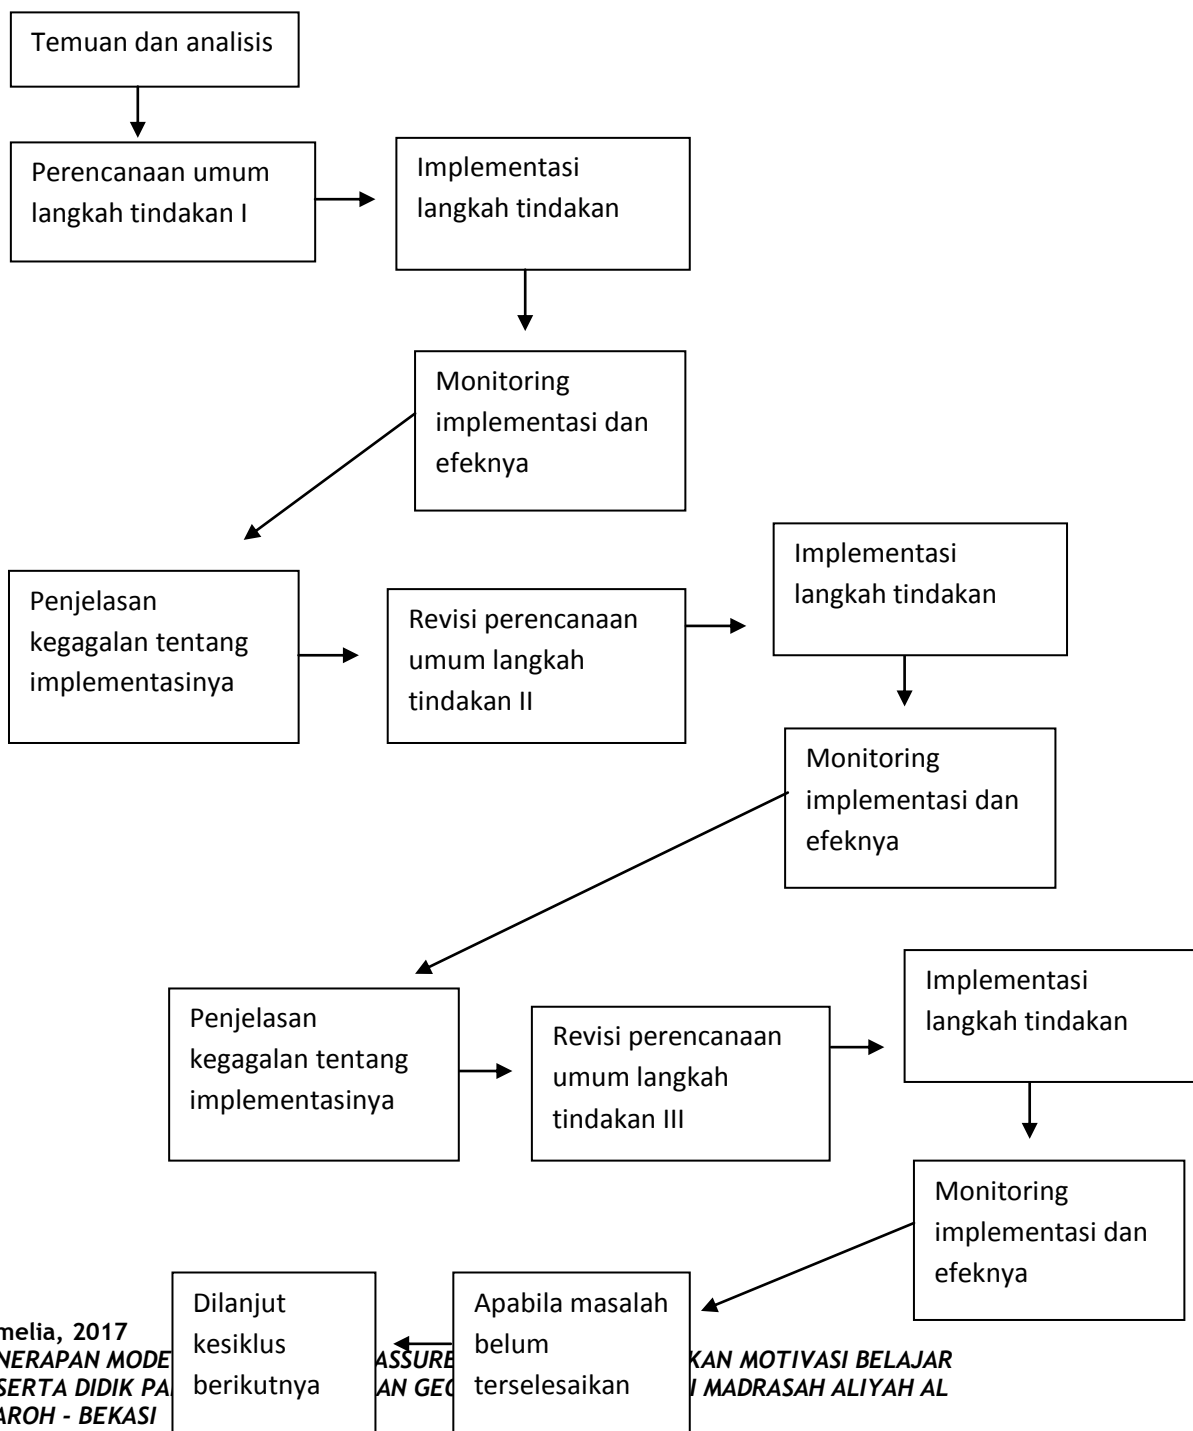 Temuan dan analisis
Perencanaan umum
langkah tindakan I
Implementasi
langkah tindakan
Monitoring
implementasi dan
efeknya
Penjelasan
kegagalan tentang
implementasinya
Revisi perencanaan
umum langkah
tindakan II
Implementasi
langkah tindakan
Monitoring
implementasi dan
efeknya
Penjelasan
kegagalan tentang
implementasinya
Revisi perencanaan
umum langkah
tindakan III
Implementasi
langkah tindakan
Monitoring
implementasi dan
efeknya
Apabila masalah
belum
terselesaikan
Dilanjut
kesiklus
berikutnya
2017
MOTIVASI BELAJAR
DIDIK
MADRASAH ALIYAH AL
- BEKASI